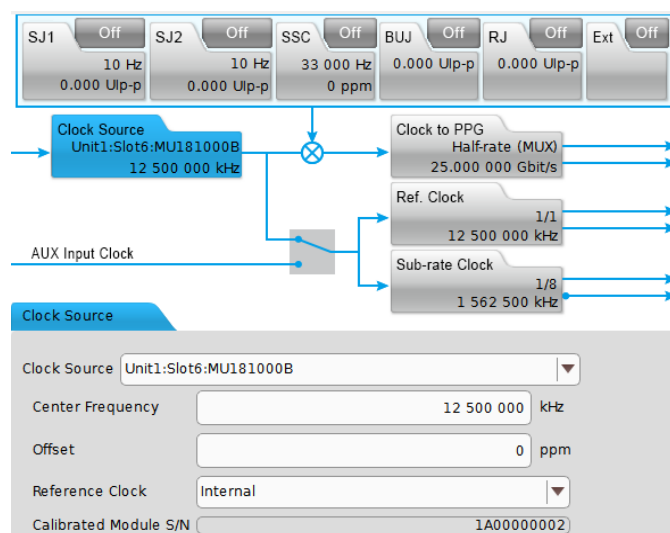 SJ1 Off SJ2 Off SSC Off BUJ Off RJ Off Ext Off
10 Hz 10 Hz 33 000 Hz 0.000 UIp-p 0.000 UIp-p
0.000 UIp-p 0.000 UIp-p 0 ppm
Clock Source
Unit1:Slot6:MU181000B
12 500 000 kHz
Clock to PPG
Half-rate (MUX)
25.000 000 Gbit/s
Ref. Clock
1/1
12 500 000 kHz
AUX Input Clock
Sub-rate Clock
1/8
1 562 500 kHz
Clock Source
Clock Source Unit1:Slot6:MU181000B
Center Frequency 12 500 000 kHz
Offset 0 ppm
Reference Clock Internal
Calibrated Module S/N 1A00000002